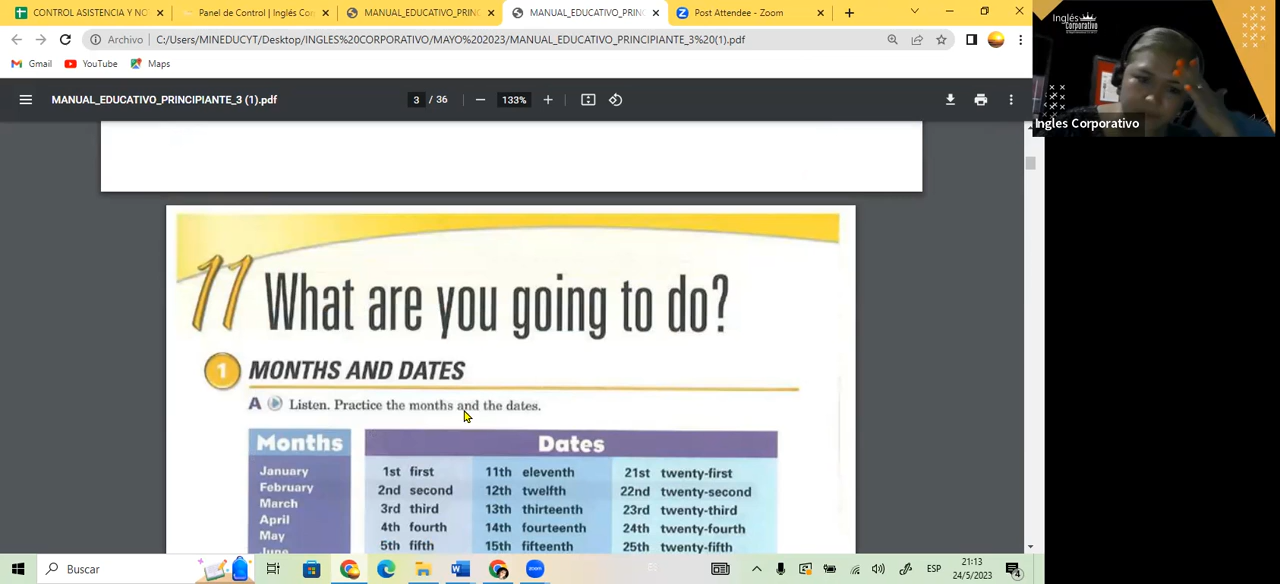 CONTROL ASISTENCIA Y NO
Panel de Control | Inglés Cor
MANUAL_EDUCATIVO_PRIN
MANUAL_EDUCATIVO_PRINC
Post Attendee - Zoom
Archivo
C:/Users/MINEDUCYT/Desktop/INGLES%20CORPORATIVO/MAYO%202023/MANUAL_EDUCATIVO_PRINCIPIANTE_3%20(1).pdf
Gmail
YouTube
Maps
MANUAL_EDUCATIVO_PRINCIPIANTE_3 (1).pdf
3 / 36
133%
Inglés
Corporativo
Ingles Corporativo
11 What are you going to do?
1 MONTHS AND DATES
A Listen. Practice the months and the dates.
Months
Dates
January
1st first
11th eleventh
21st twenty-first
February
2nd second
12th twelfth
22nd twenty-second
March
3rd third
13th thirteenth
23rd twenty-third
April
4th fourth
14th fourteenth
24th twenty-fourth
May
5th fifth
15th fifteenth
25th twenty-fifth
June
Buscar
ESP
21:13
24/5/2023
4